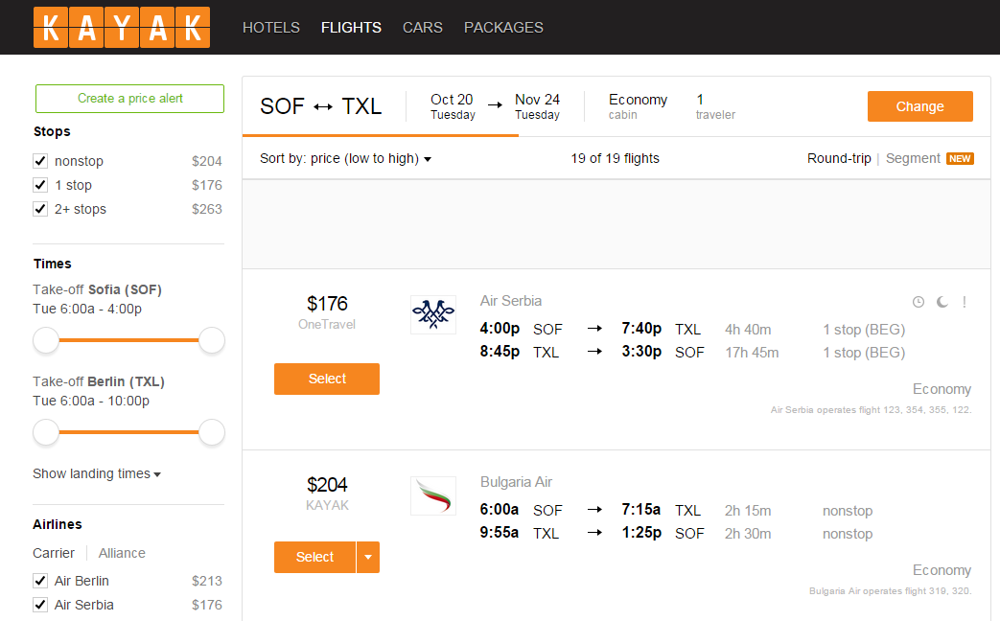 KAYAK HOTELS FLIGHTS CARS PACKAGES
Create a price alert
Stops
nonstop $204
1 stop $176
2+ stops $263
Times
Take-off Sofia (SOF)
Tue 6:00a - 4:00p
Take-off Berlin (TXL)
Tue 6:00a - 10:00p
Show landing times
Airlines
Carrier | Alliance
Air Berlin $213
Air Serbia $176
SOF ↔ TXL
Oct 20 → Nov 24
Tuesday Tuesday
Economy
cabin
1
traveler
Change
Sort by: price (low to high) 19 of 19 flights Round-trip | Segment NEW
$176
OneTravel
Select
Air Serbia
4:00p SOF → 7:40p TXL 4h 40m 1 stop (BEG)
8:45p TXL → 3:30p SOF 17h 45m 1 stop (BEG)
Economy
Air Serbia operates flight 123, 354, 355, 122.
$204
KAYAK
Select
Bulgaria Air
6:00a SOF → 7:15a TXL 2h 15m nonstop
9:55a TXL → 1:25p SOF 2h 30m nonstop
Economy
Bulgaria Air operates flight 319, 320.